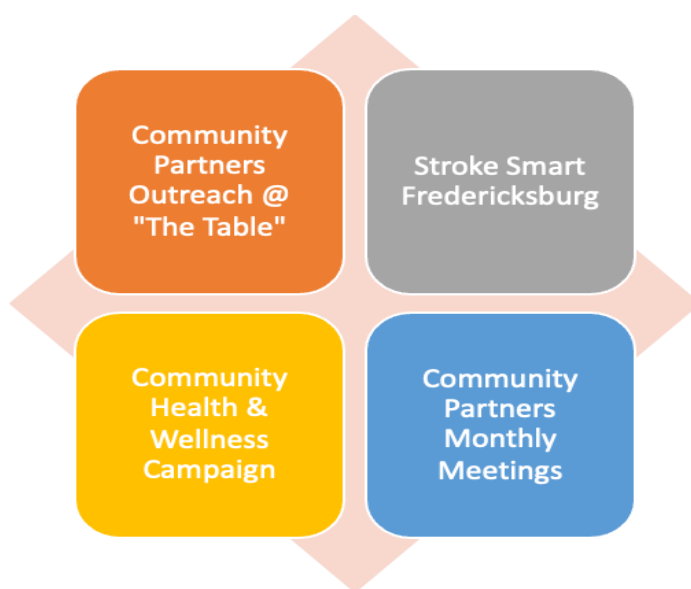 Community
Partners
Outreach @
"The Table"
Stroke Smart
Fredericksburg
Community
Health &
Wellness
Campaign
Community
Partners
Monthly
Meetings